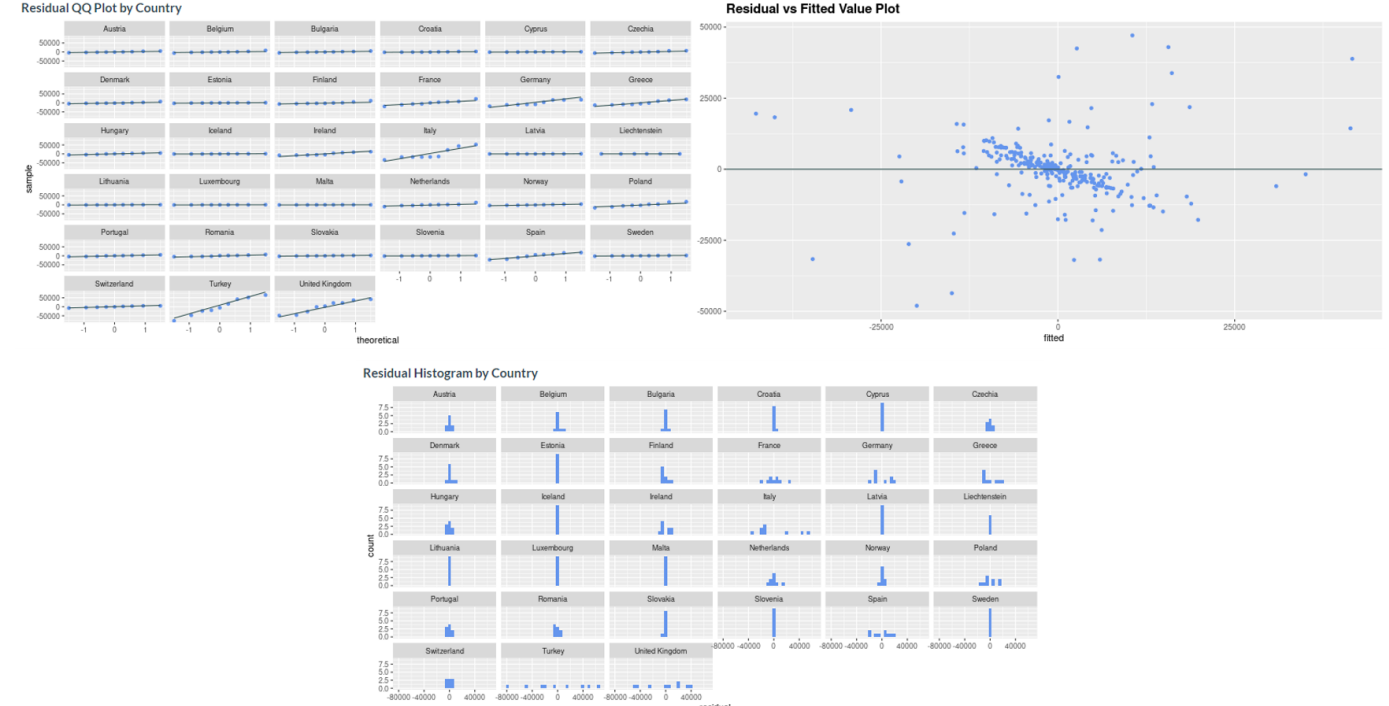 Residual QQ Plot by Country
Austria Belgium Bulgaria Croatia Cyprus Czechia
50000
0
-50000
Denmark Estonia Finland France Germany Greece
50000
0
-50000
Hungary Iceland Ireland Italy Latvia Liechtenstein
50000
0
-50000
Lithuania Luxembourg Malta Netherlands Norway Poland
50000
0
-50000
Portugal Romania Slovakia Slovenia Spain Sweden
50000
0
-50000
-1 0 1 -1 0 1 -1 0 1
Switzerland Turkey United Kingdom
50000
0
-50000
-1 0 1 -1 0 1 -1 0 1
theoretical
sample
Residual vs Fitted Value Plot
50000
25000
0
-25000
-50000
-25000 0 25000
fitted
Residual Histogram by Country
Austria Belgium Bulgaria Croatia Cyprus Czechia
7.5
5.0
2.5
0.0
Denmark Estonia Finland France Germany Greece
7.5
5.0
2.5
0.0
Hungary Iceland Ireland Italy Latvia Liechtenstein
7.5
5.0
2.5
0.0
Lithuania Luxembourg Malta Netherlands Norway Poland
7.5
5.0
2.5
0.0
Portugal Romania Slovakia Slovenia Spain Sweden
7.5
5.0
2.5
0.0
-80000 -40000 0 40000 -80000 -40000 0 40000 -80000 -40000 0 40000
Switzerland Turkey United Kingdom
7.5
5.0
2.5
0.0
-80000 -40000 0 40000 -80000 -40000 0 40000 -80000 -40000 0 40000
count